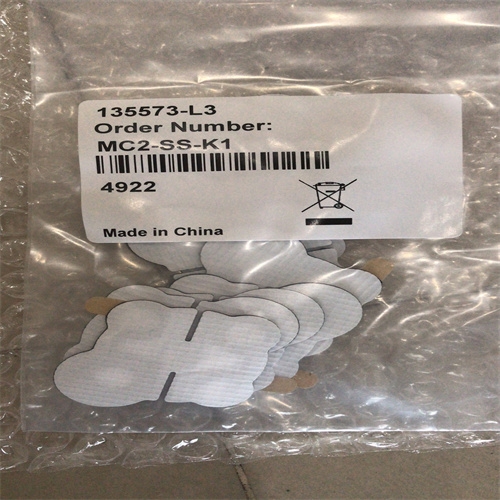 135573-L3
Order Number:
MC2-SS-K1
4922
Made in China